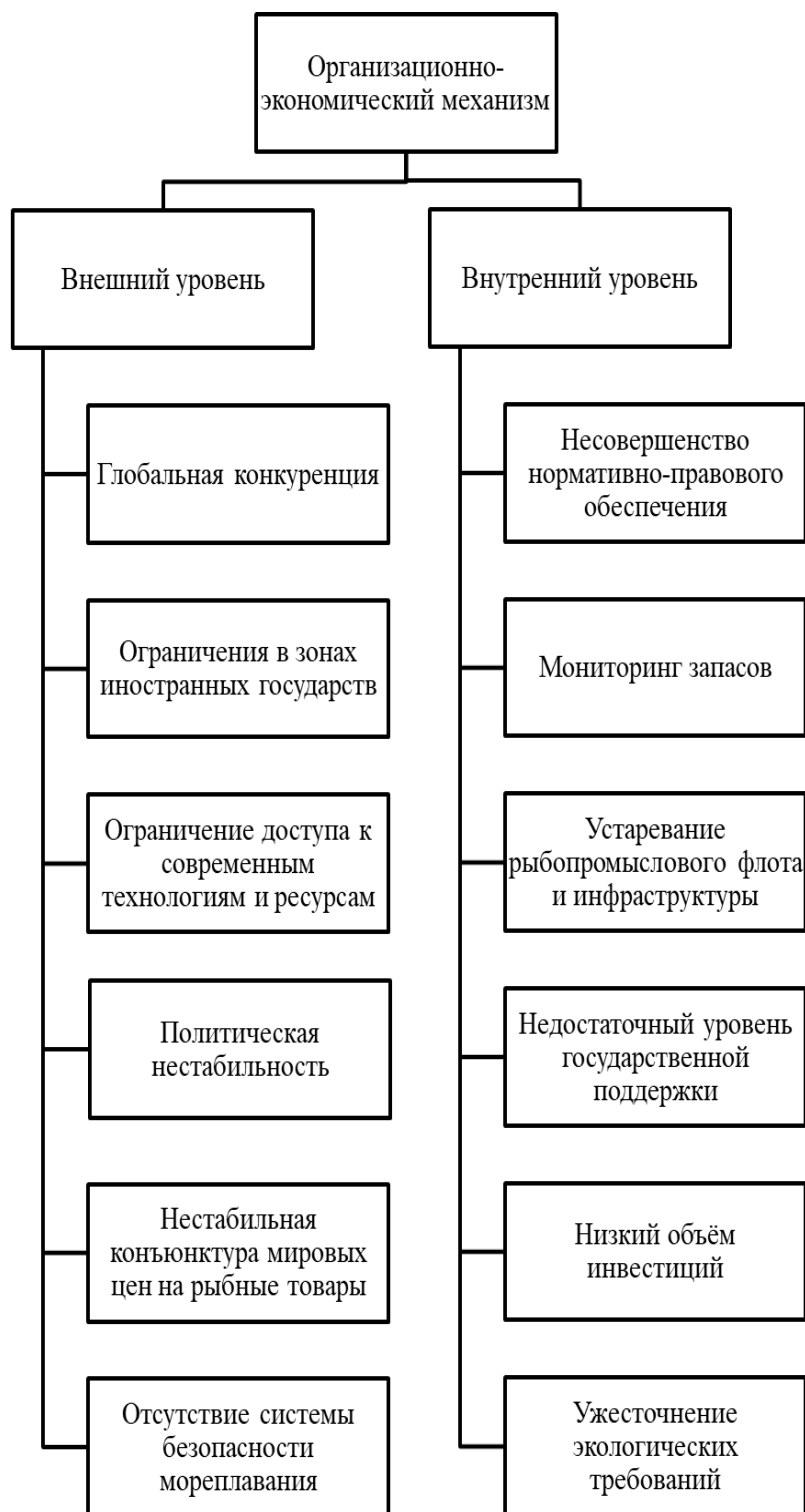 Организационно-
экономический механизм
Внешний уровень
Глобальная конкуренция
Ограничения в зонах
иностранных государств
Ограничение доступа к
современным
технологиям и ресурсам
Политическая
нестабильность
Нестабильная
конъюнктура мировых
цен на рыбные товары
Отсутствие системы
безопасности
мореплавания
Внутренний уровень
Несовершенство
нормативно-правового
обеспечения
Мониторинг запасов
Устаревание
рыбопромыслового флота
и инфраструктуры
Недостаточный уровень
государственной
поддержки
Низкий объём
инвестиций
Ужесточнение
экологических
требований